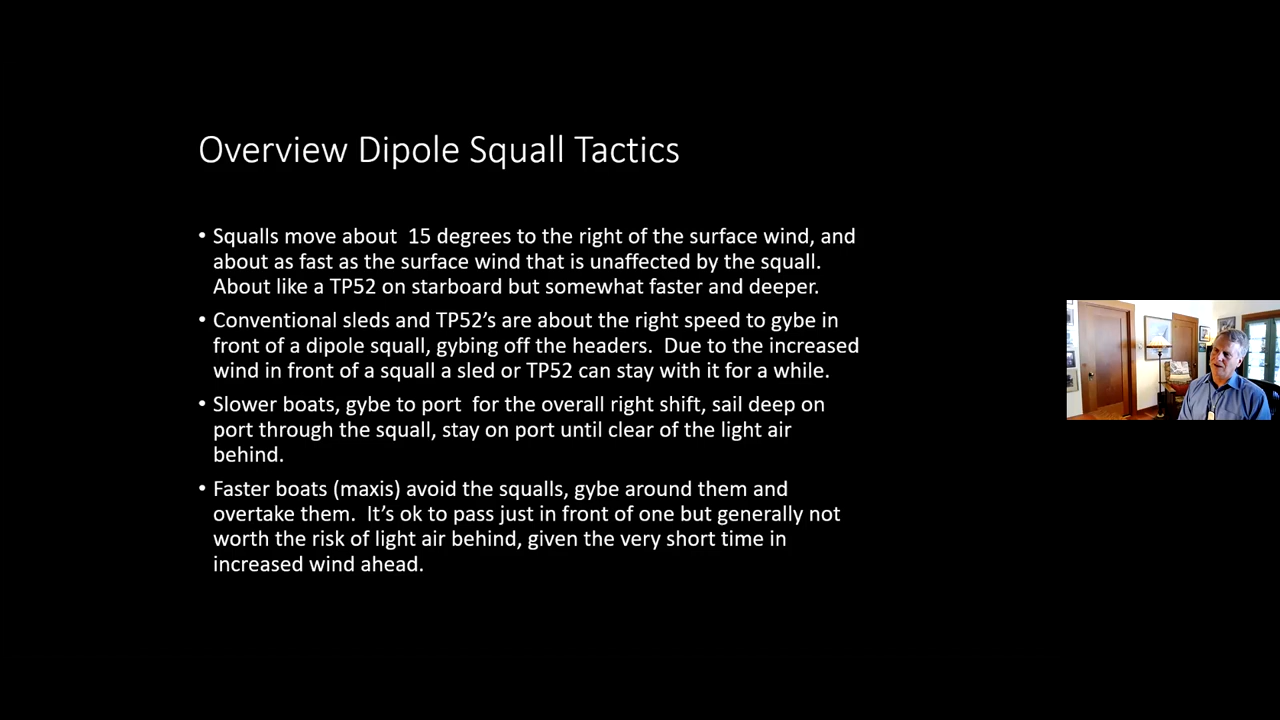 Overview Dipole Squall Tactics
• Squalls move about  15 degrees to the right of the surface wind, and
about as fast as the surface wind that is unaffected by the squall.
About like a TP52 on starboard but somewhat faster and deeper.
• Conventional sleds and TP52’s are about the right speed to gybe in
front of a dipole squall, gybing off the headers.  Due to the increased
wind in front of a squall a sled or TP52 can stay with it for a while.
• Slower boats, gybe to port  for the overall right shift, sail deep on
port through the squall, stay on port until clear of the light air
behind.
• Faster boats (maxis) avoid the squalls, gybe around them and
overtake them.  It’s ok to pass just in front of one but generally not
worth the risk of light air behind, given the very short time in
increased wind ahead.